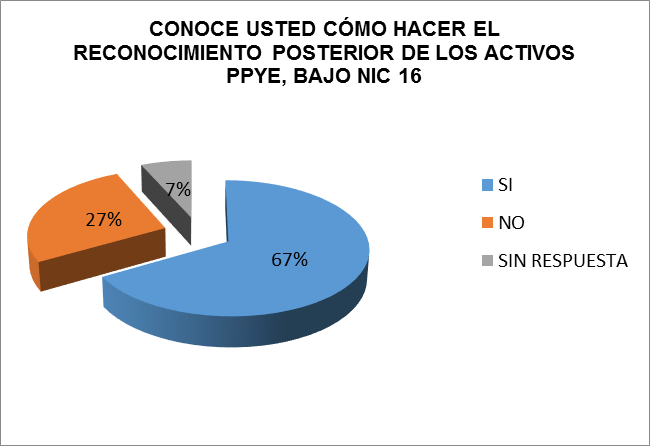 CONOCE USTED CÓMO HACER EL
RECONOCIMIENTO POSTERIOR DE LOS ACTIVOS
PPYE, BAJO NIC 16
7%
27%
67%
SI
NO
SIN RESPUESTA